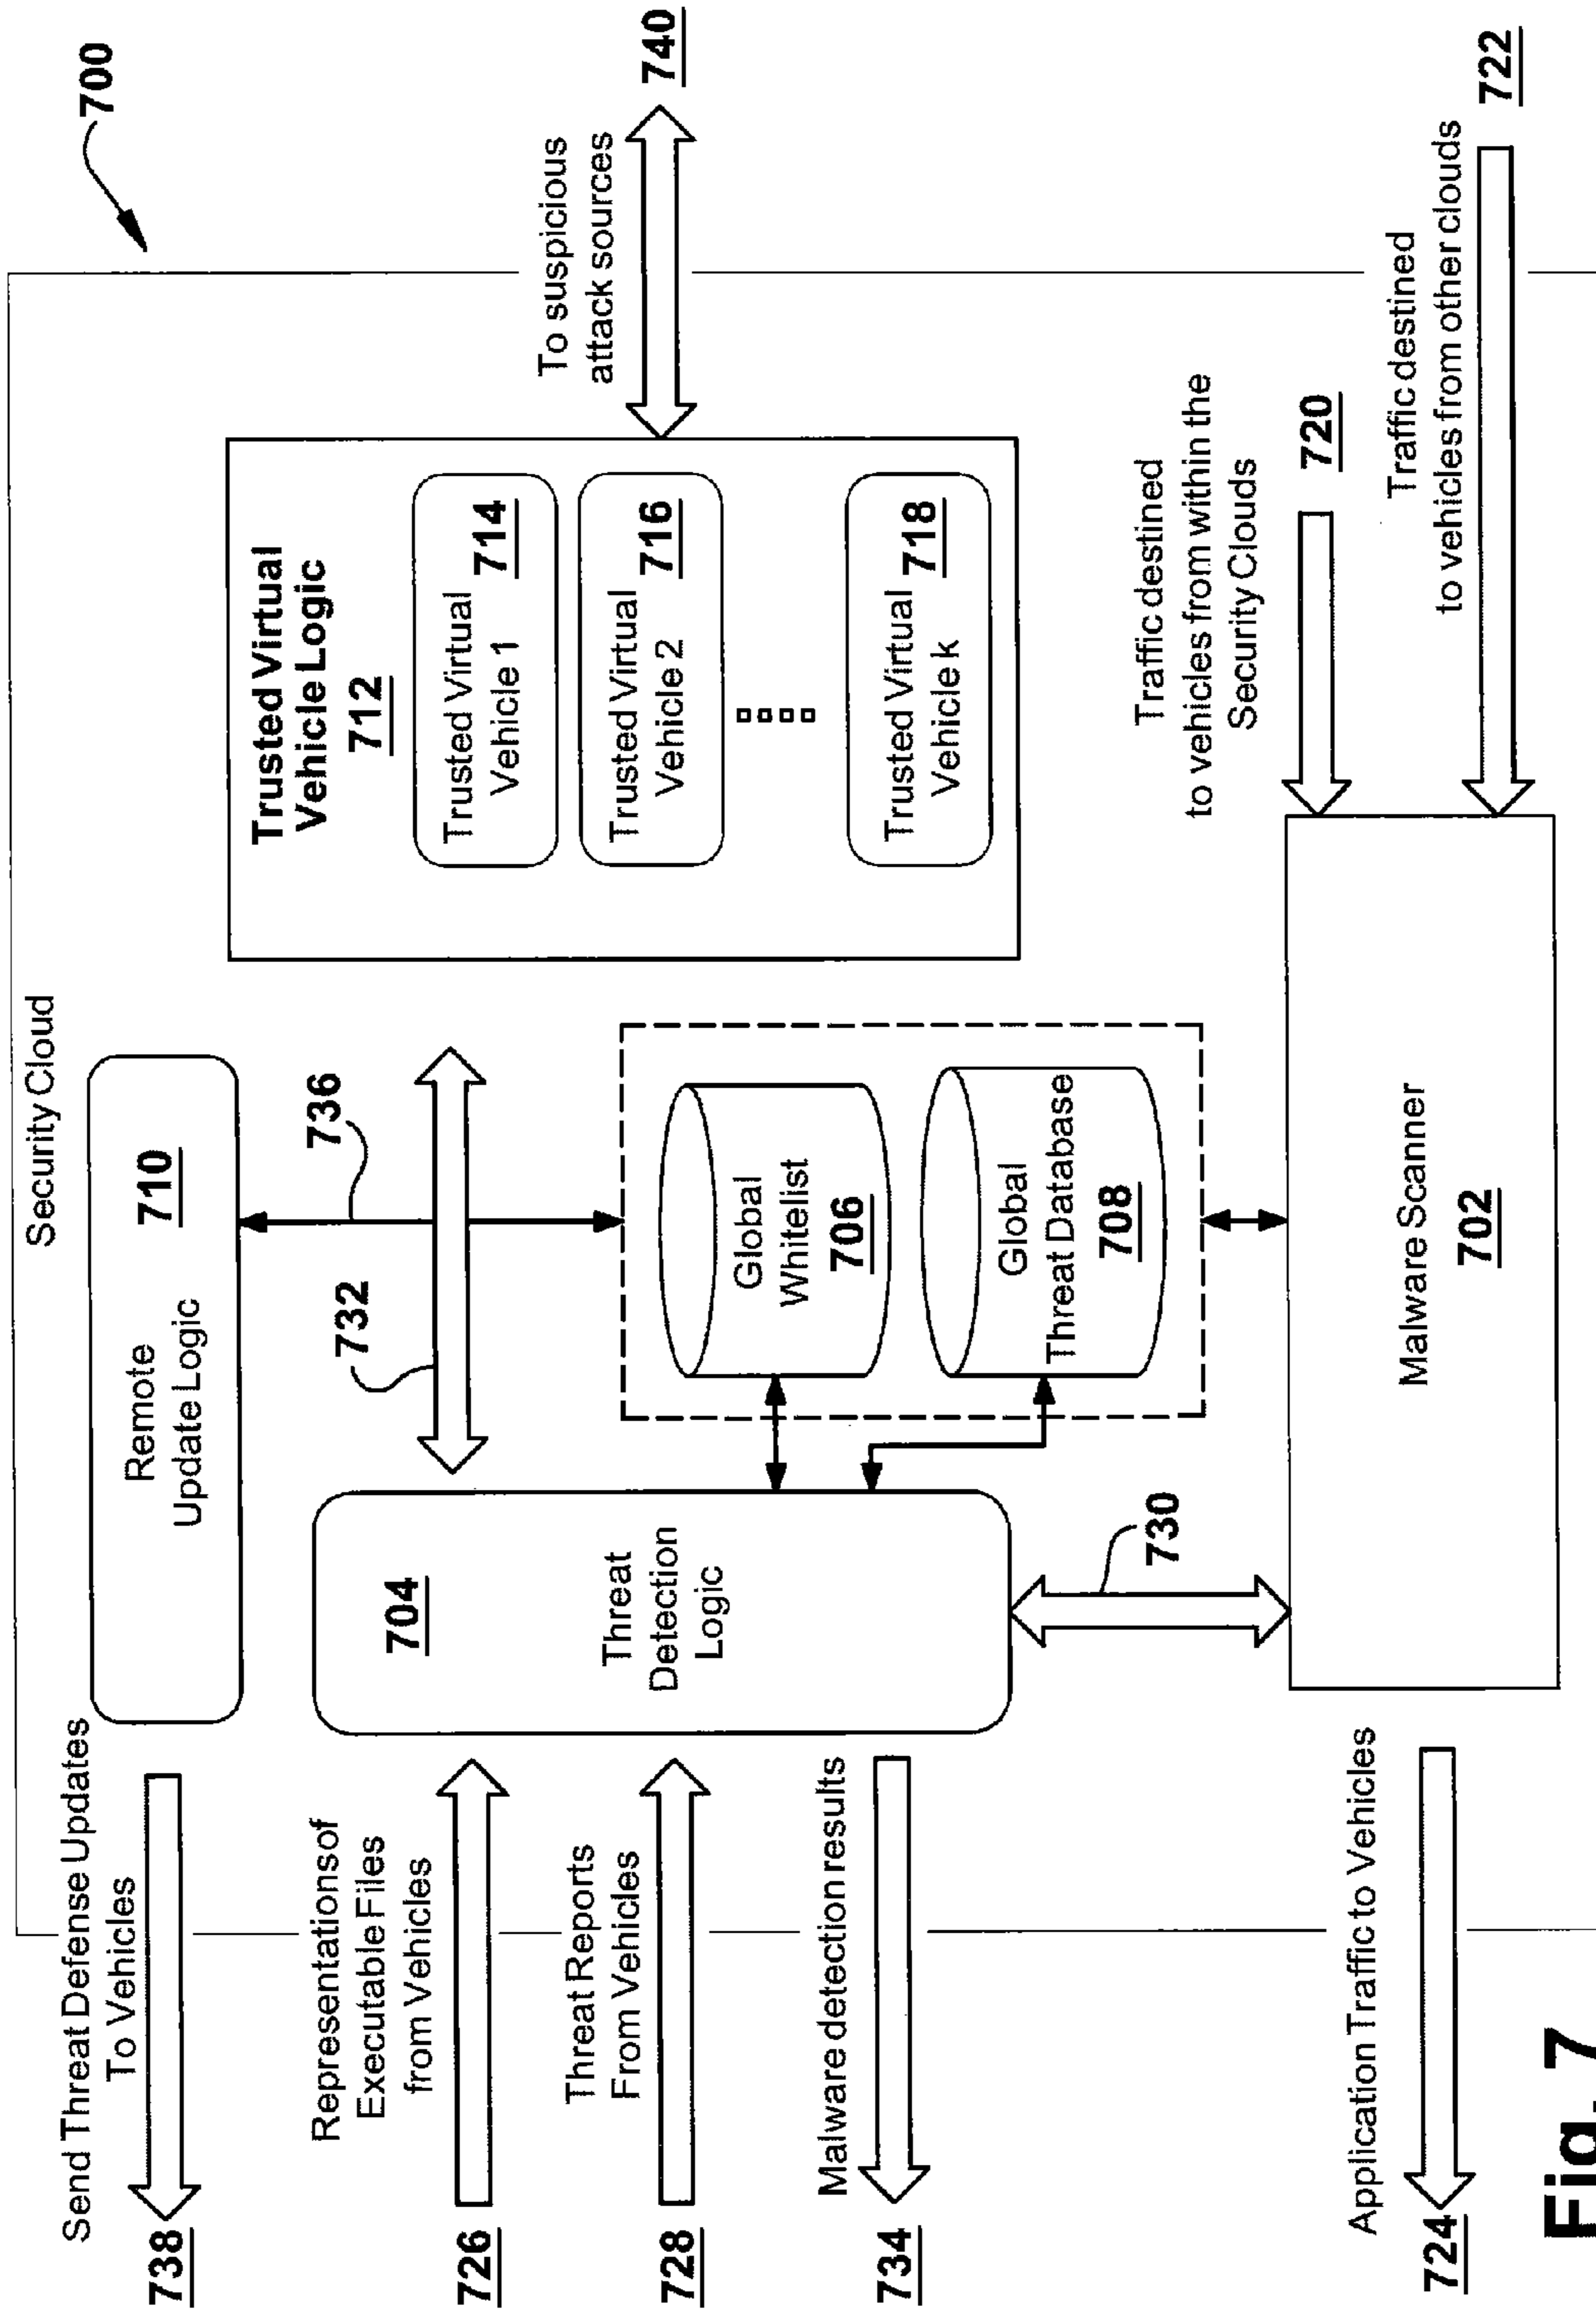 700
Security Cloud
Send Threat Defense Updates
To Vehicles
738
Remote
Update Logic
710
736
732
Representationsof
Executable Files
from Vehicles
726
Threat Reports
From Vehicles
728
Malware detection results
734
704
Threat
Detection
Logic
Global
Whitelist
706
Global
Threat Database
708
Trusted Virtual
Vehicle Logic
712
Trusted Virtual
Vehicle 1
714
Trusted Virtual
Vehicle 2
716
Trusted Virtual
Vehicle k
718
To suspicious
attack sources
740
730
Traffic destined
to vehicles from within the
Security Clouds
720
Traffic destined
to vehicles from other clouds
722
Malware Scanner
702
Application Traffic to Vehicles
724
Fig. 7